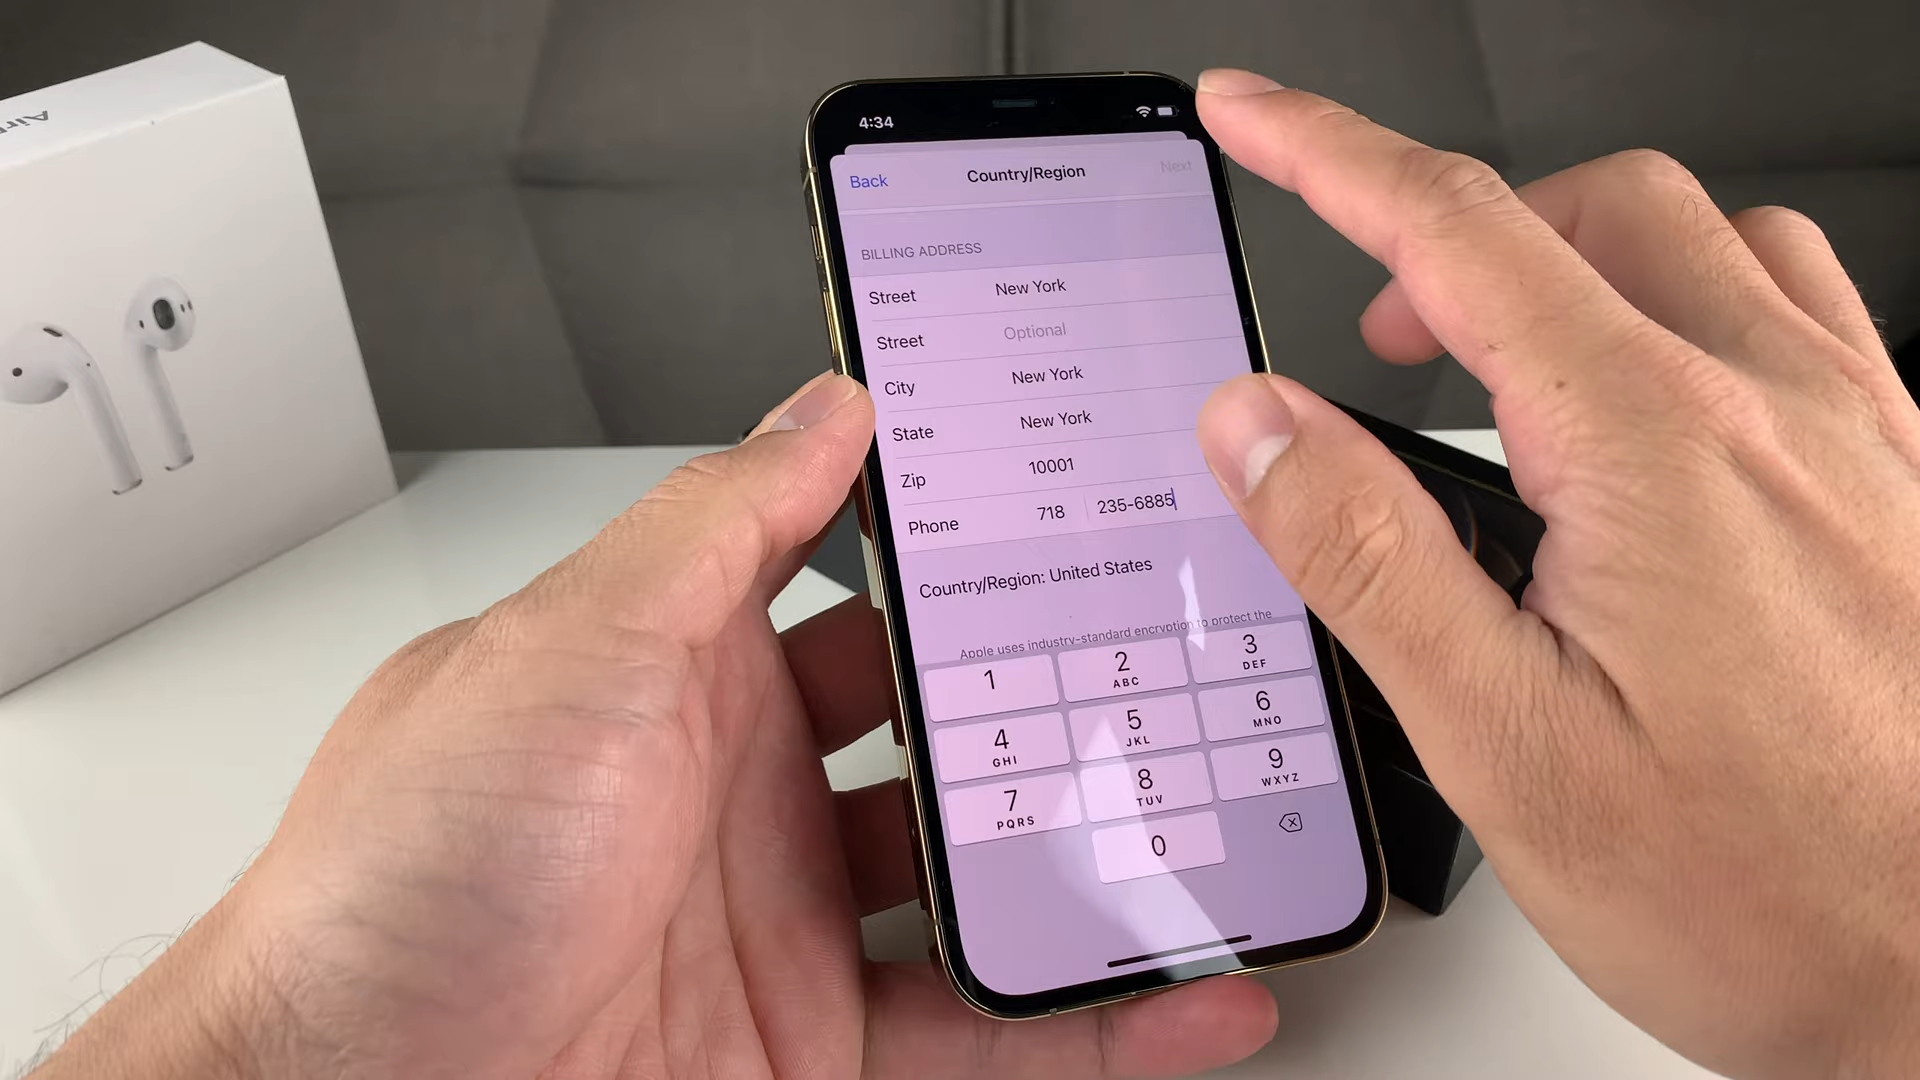 4:34
Back Country/Region Next
BILLING ADDRESS
Street New York
Street Optional
City New York
State New York
Zip 10001
Phone 718 235-6885
Country/Region: United States
Apple uses industry-standard encryption to protect the
1 2 ABC 3 DEF
4 GHI 5 JKL 6 MNO
7 PQRS 8 TUV 9 WXYZ
0